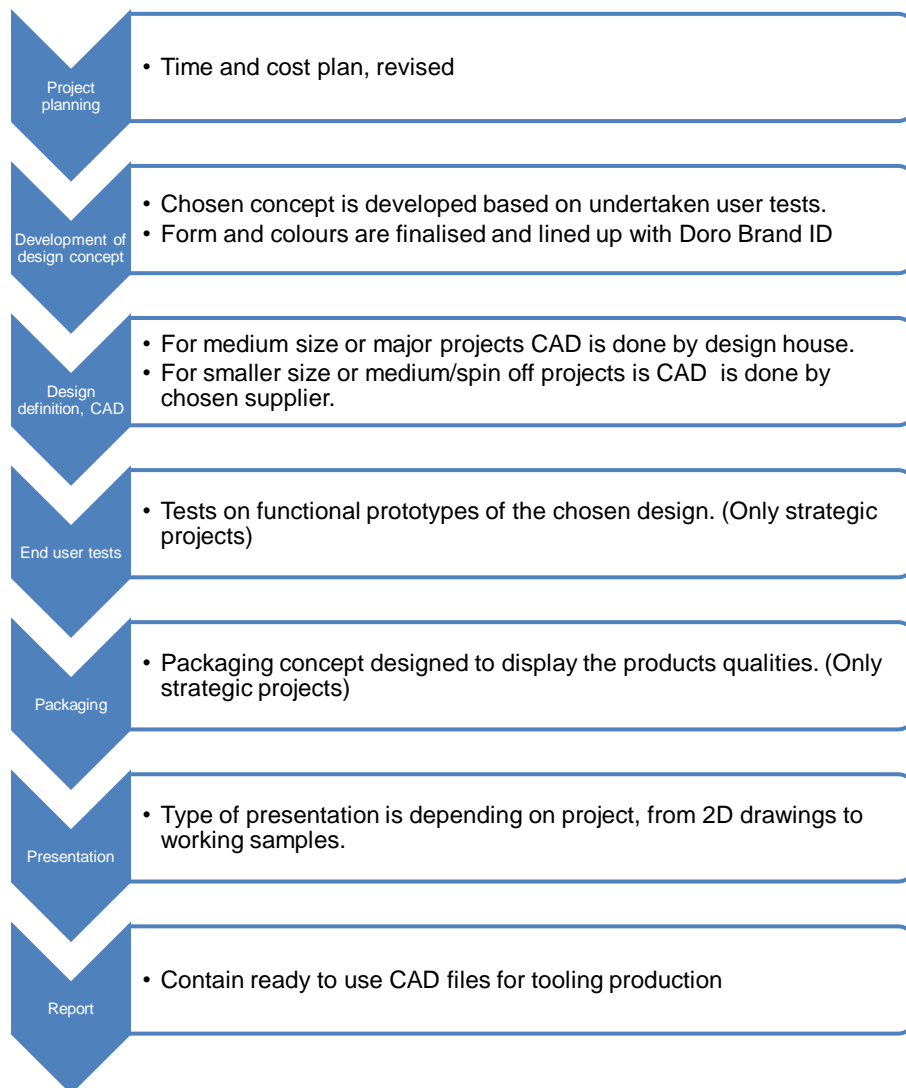 Project
planning
• Time and cost plan, revised
Development of
design concept
• Chosen concept is developed based on undertaken user tests.
• Form and colours are finalised and lined up with Doro Brand ID
Design
definition, CAD
• For medium size or major projects CAD is done by design house.
• For smaller size or medium/spin off projects is CAD  is done by
chosen supplier.
End user tests
• Tests on functional prototypes of the chosen design. (Only strategic
projects)
Packaging
• Packaging concept designed to display the products qualities. (Only
strategic projects)
Presentation
• Type of presentation is depending on project, from 2D drawings to
working samples.
Report
• Contain ready to use CAD files for tooling production